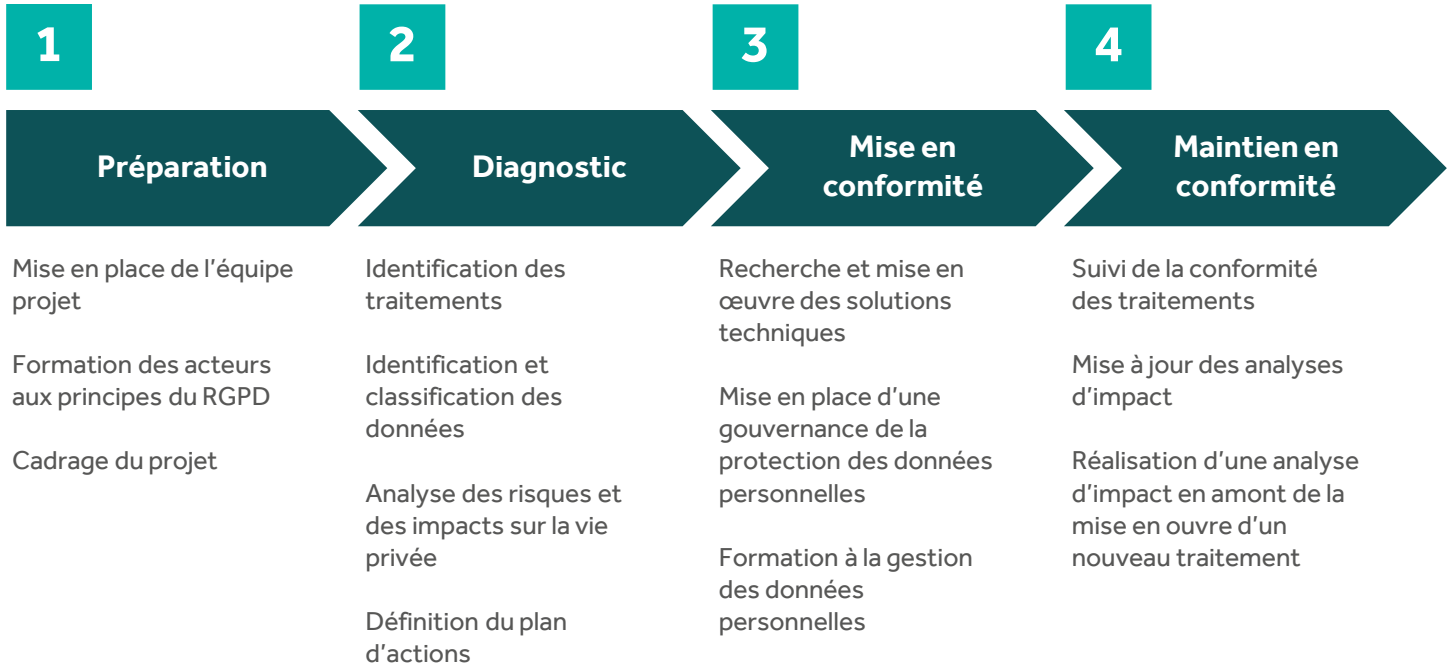 1
Préparation
Mise en place de l'équipe
projet
Formation des acteurs
aux principes du RGPD
Cadrage du projet
2
Diagnostic
Identification des
traitements
Identification et
classification des
données
Analyse des risques et
des impacts sur la vie
privée
Définition du plan
d'actions
3
Mise en
conformité
Recherche et mise en
œuvre des solutions
techniques
Mise en place d'une
gouvernance de la
protection des données
personnelles
Formation à la gestion
des données
personnelles
4
Maintien en
conformité
Suivi de la conformité
des traitements
Mise à jour des analyses
d'impact
Réalisation d'une analyse
d'impact en amont de la
mise en ouvre d'un
nouveau traitement